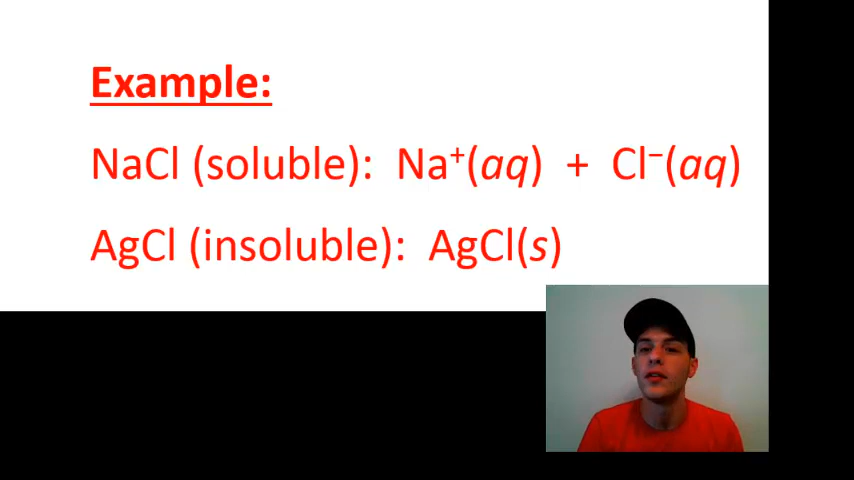 Example:
NaCl (soluble): Na⁺(aq) + Cl⁻(aq)
AgCl (insoluble): AgCl(s)